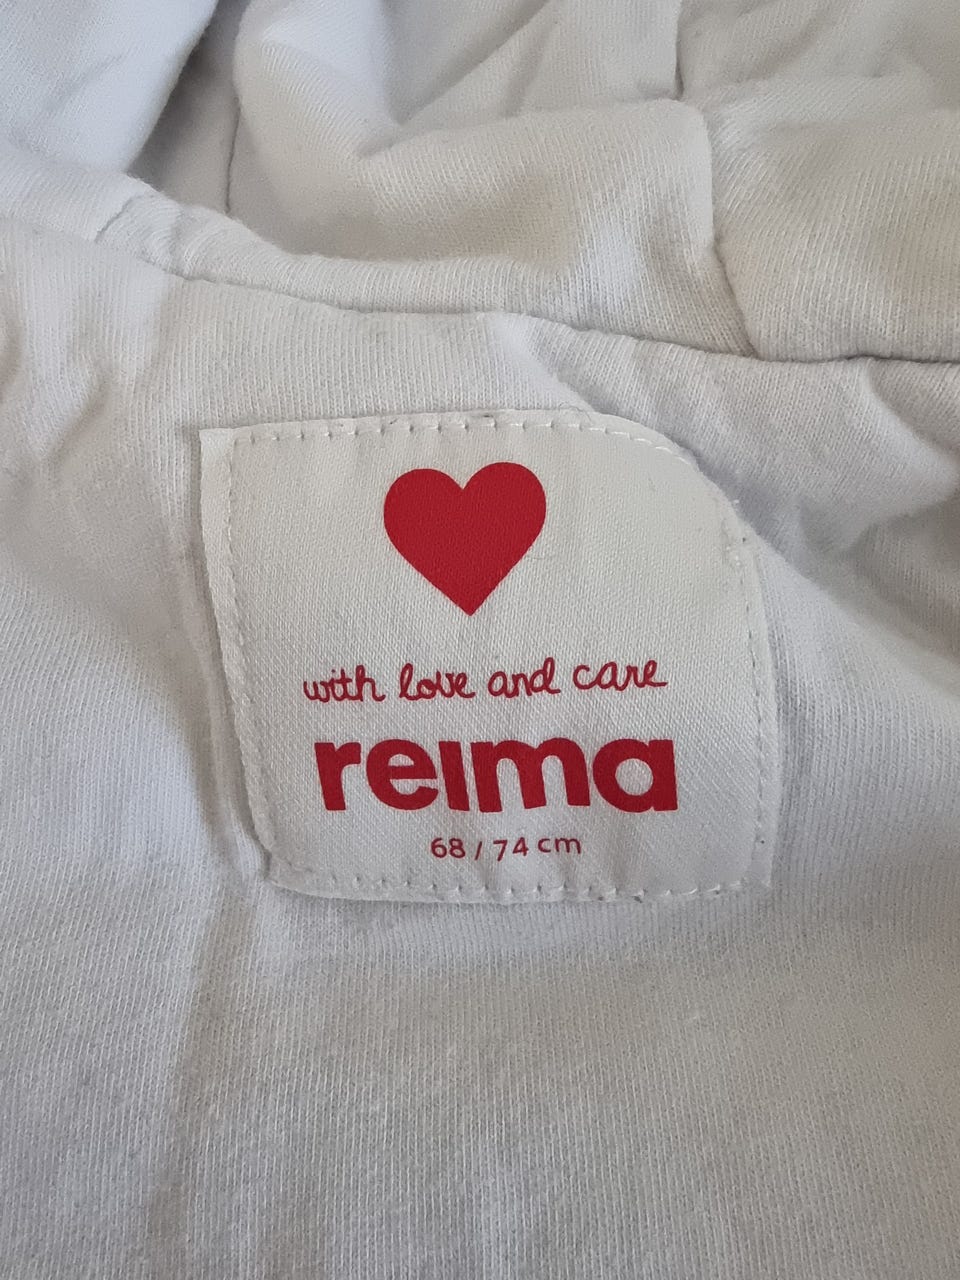 with love and care
reima
68 / 74 cm